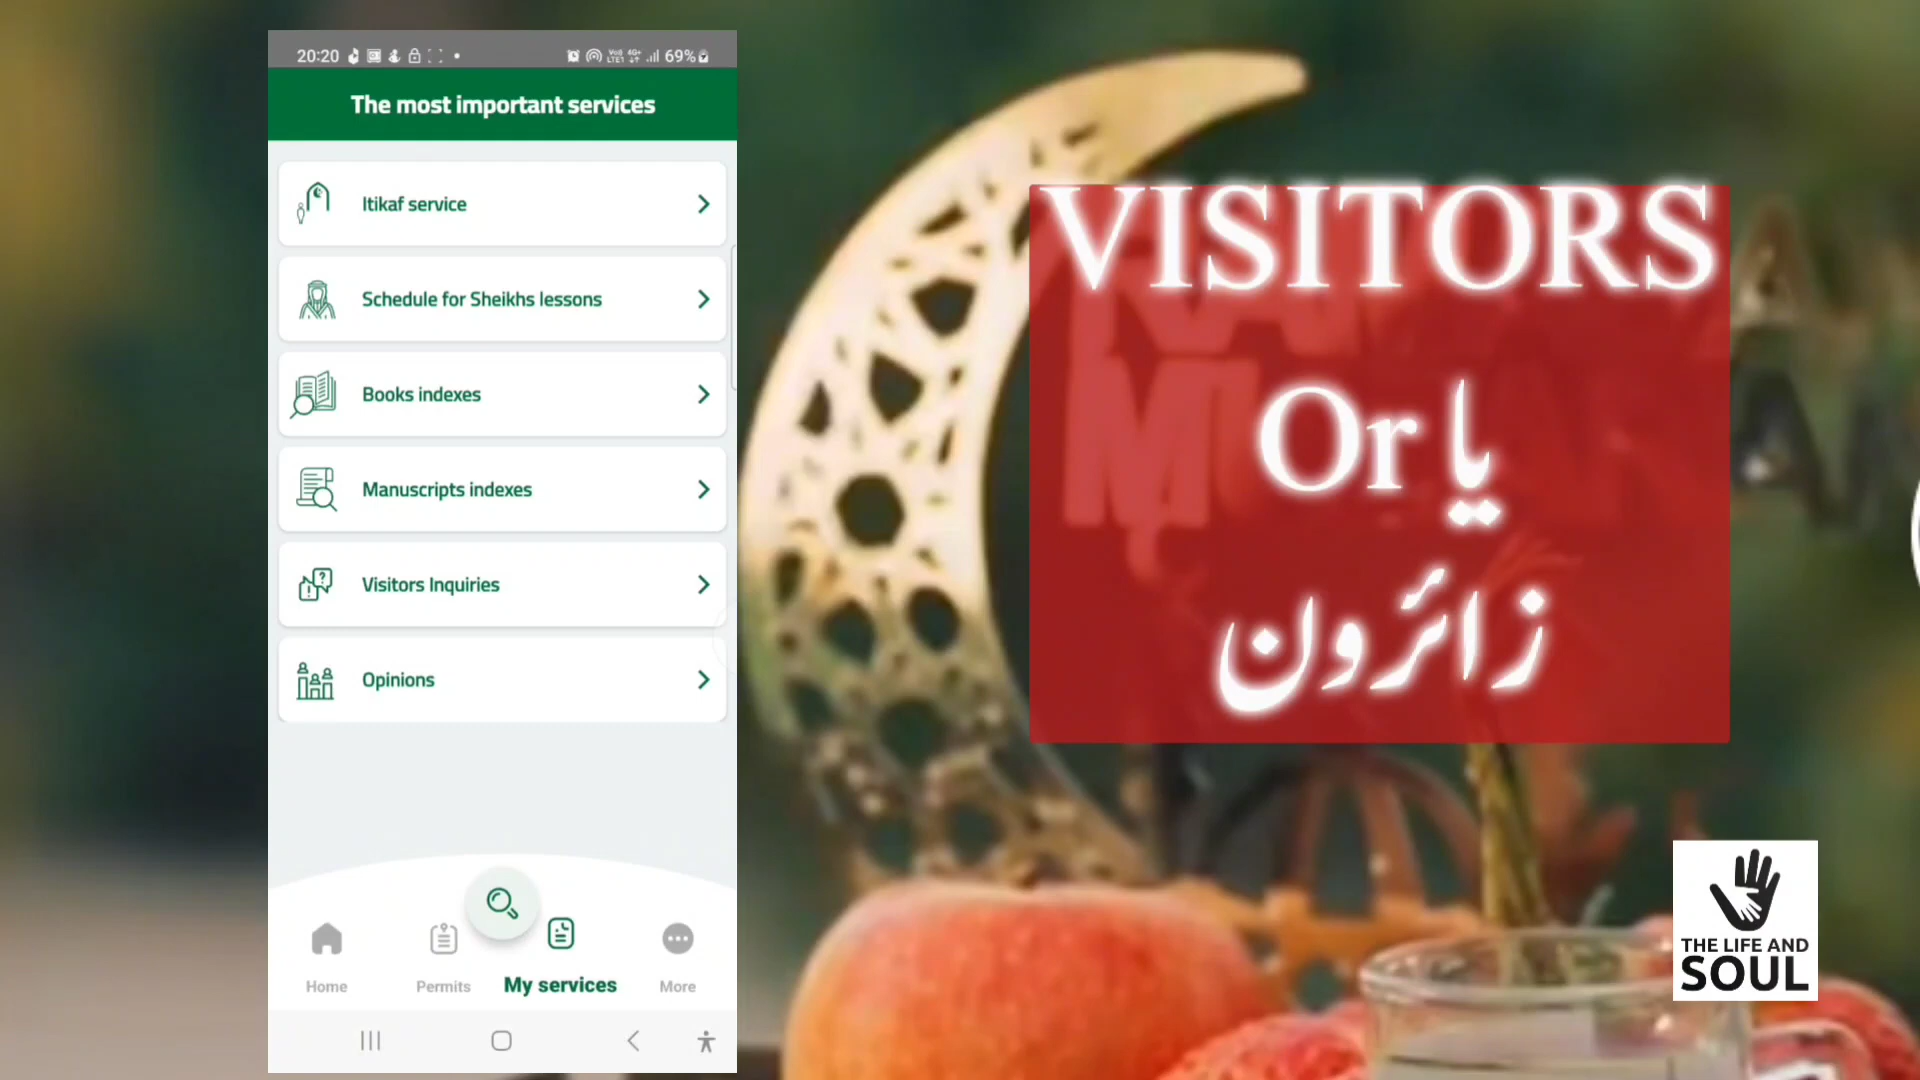 20:20
69%
The most important services
Itikaf service
Schedule for Sheikhs lessons
Books indexes
Manuscripts indexes
Visitors Inquiries
Opinions
Home
Permits
My services
More
VISITORS
Or یا
زائرون
THE LIFE AND
SOUL